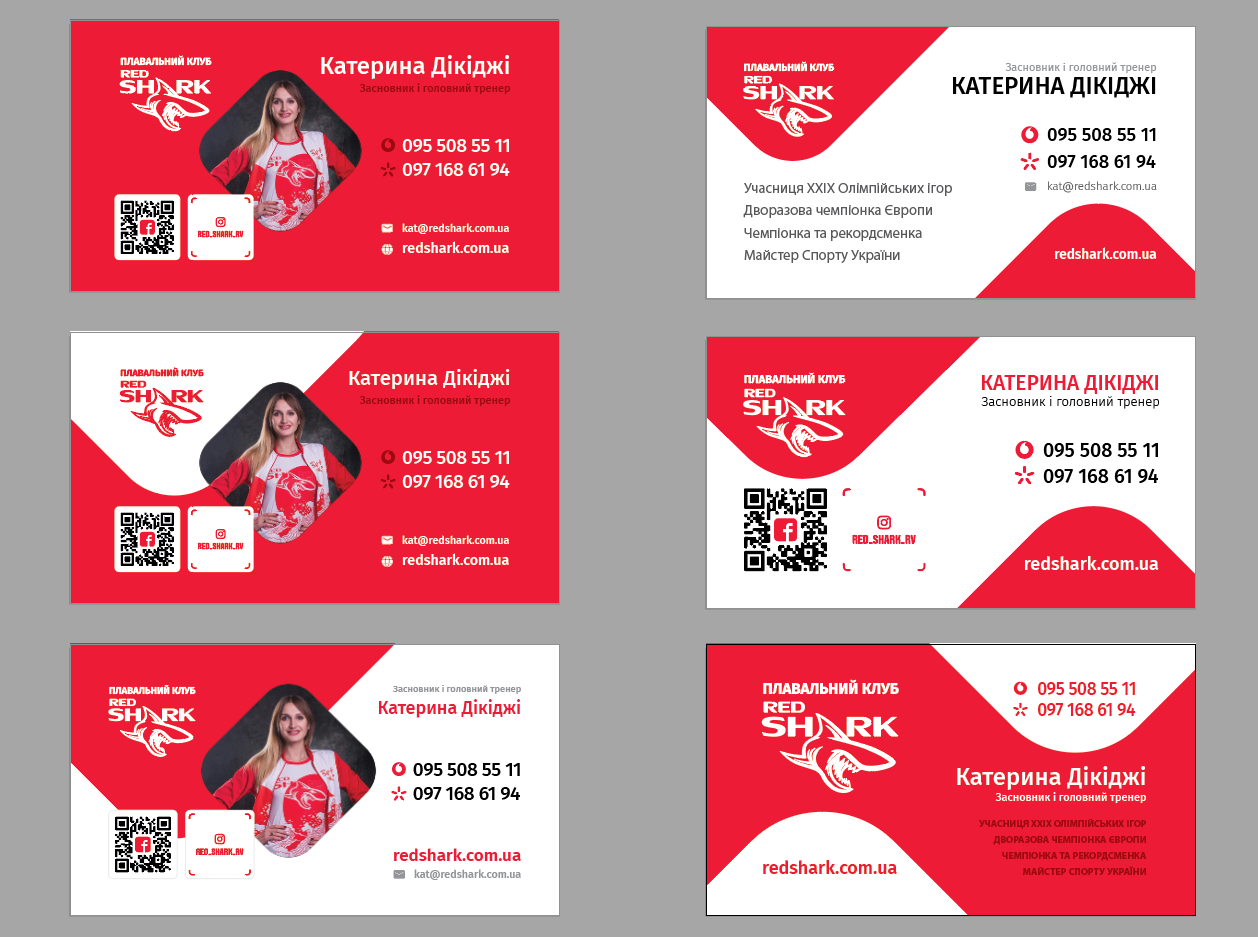 ПЛАВАЛЬНИЙ КЛУБ
RED
SHARK
Катерина Дікіджі
Засновник і головний тренер
095 508 55 11
097 168 61 94
RED_SHARK_RV
kat@redshark.com.ua
redshark.com.ua
ПЛАВАЛЬНИЙ КЛУБ
RED
SHARK
Засновник і головний тренер
КАТЕРИНА ДІКІДЖІ
095 508 55 11
097 168 61 94
kat@redshark.com.ua
Учасниця XXIX Олімпійських ігор
Дворазова чемпіонка Європи
Чемпіонка та рекордсменка
Майстер Спорту України
redshark.com.ua
ПЛАВАЛЬНИЙ КЛУБ
RED
SHARK
Катерина Дікіджі
Засновник і головний тренер
095 508 55 11
097 168 61 94
RED_SHARK_RV
kat@redshark.com.ua
redshark.com.ua
ПЛАВАЛЬНИЙ КЛУБ
RED
SHARK
КАТЕРИНА ДІКІДЖІ
Засновник і головний тренер
095 508 55 11
097 168 61 94
RED_SHARK_RV
redshark.com.ua
ПЛАВАЛЬНИЙ КЛУБ
RED
SHARK
Засновник і головний тренер
Катерина Дікіджі
095 508 55 11
097 168 61 94
RED_SHARK_RV
redshark.com.ua
kat@redshark.com.ua
ПЛАВАЛЬНИЙ КЛУБ
RED
SHARK
095 508 55 11
097 168 61 94
Катерина Дікіджі
Засновник і головний тренер
УЧАСНИЦЯ XXIX ОЛІМПІЙСЬКИХ ІГОР
ДВОРАЗОВА ЧЕМПІОНКА ЄВРОПИ
ЧЕМПІОНКА ТА РЕКОРДСМЕНКА
МАЙСТЕР СПОРТУ УКРАЇНИ
redshark.com.ua